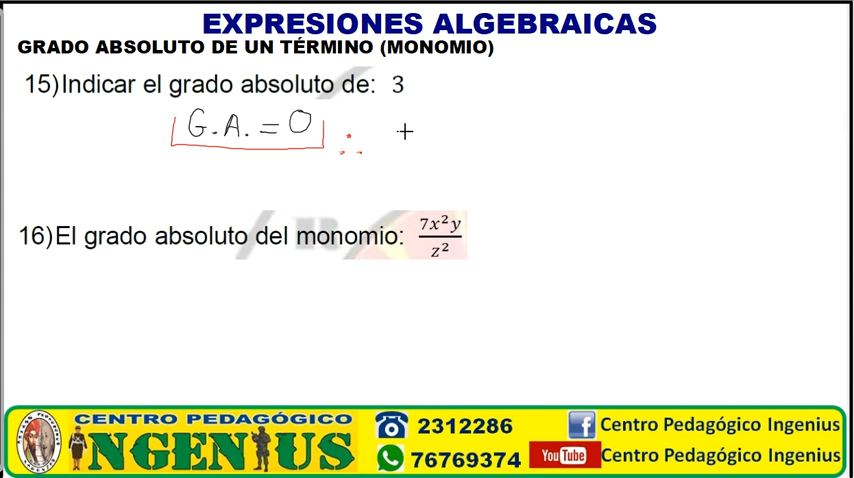 EXPRESIONES ALGEBRAICAS
GRADO ABSOLUTO DE UN TÉRMINO (MONOMIO)
15)Indicar el grado absoluto de: 3
G.A. = 0 ∴
16)El grado absoluto del monomio: \frac{7x²y}{z²}
CENTRO PEDAGÓGICO
INGENIUS
2312286
76769374
f Centro Pedagógico Ingenius
YouTube Centro Pedagógico Ingenius